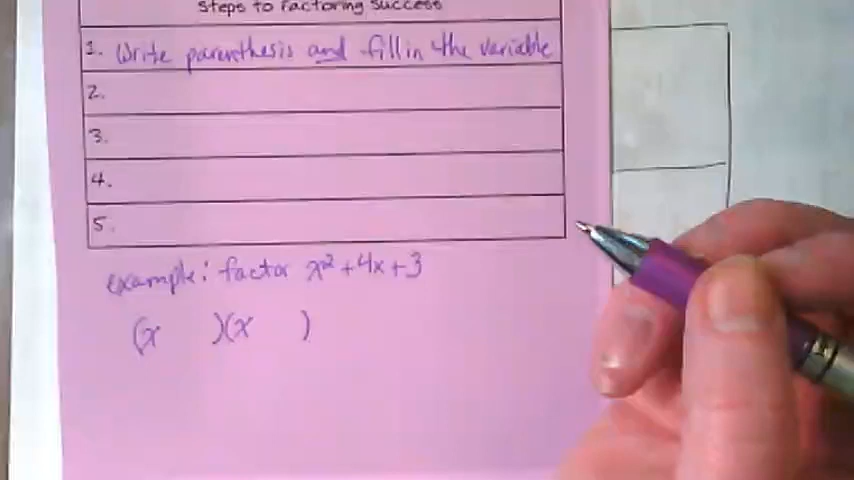 Steps to Factoring Success
1. Write parenthesis and fill in the variable
2.
3.
4.
5.
example: factor x² + 4x + 3
(x )(x )